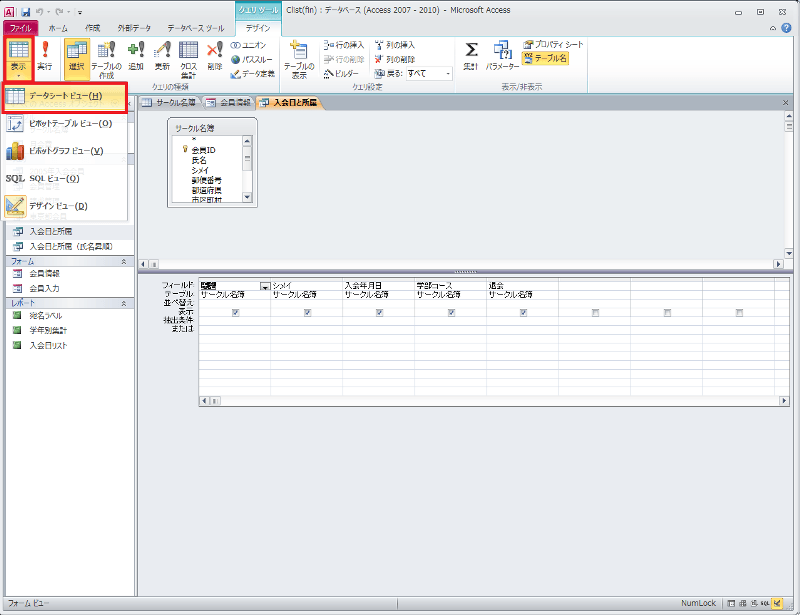 クエリ ツール
Clist(fin) : データベース (Access 2007 - 2010) - Microsoft Access
ファイル ホーム 作成 外部データ データベース ツール デザイン
表示 実行 選択 テーブルの作成 追加 更新 クロス集計 削除
ユニオン
パススルー
データ定義
クエリの種類
テーブルの表示
行の挿入
行の削除
ビルダー
列の挿入
列の削除
戻る: すべて
クエリ設定
集計 パラメーター
プロパティ シート
テーブル名
表示/非表示
データシート ビュー(H)
ピボットテーブル ビュー(O)
ピボットグラフ ビュー(V)
SQL SQL ビュー(Q)
デザイン ビュー(D)
入会日と所属
入会日と所属（氏名昇順）
フォーム
会員情報
会員入力
レポート
宛名ラベル
学年別集計
入会日リスト
サークル名簿 会員情報 入会日と所属
サークル名簿
*
会員ID
氏名
シメイ
郵便番号
都道府県
市区町村
フィールド: シメイ 入会年月日 学部コース 退会
テーブル: サークル名簿 サークル名簿 サークル名簿 サークル名簿 サークル名簿
並べ替え:
表示:
抽出条件:
または:
フォーム ビュー
NumLock
SQL